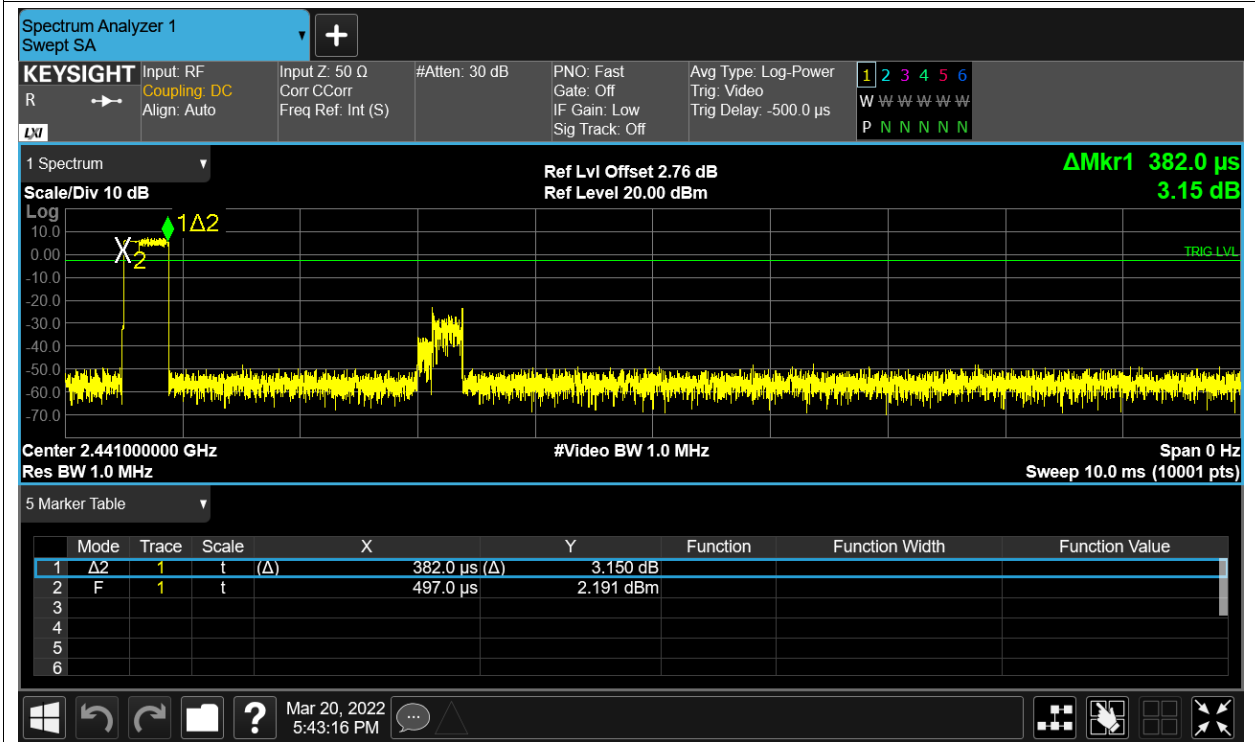 Spectrum Analyzer 1
Swept SA
KEYSIGHT Input: RF Input Z: 50 Ω #Atten: 30 dB PNO: Fast Avg Type: Log-Power 1 2 3 4 5 6
R Coupling: DC Corr CCorr Gate: Off Trig: Video W W W W W W
Align: Auto Freq Ref: Int (S) IF Gain: Low Trig Delay: -500.0 µs
LXI Sig Track: Off P N N N N N
1 Spectrum Ref Lvl Offset 2.76 dB ΔMkr1 382.0 µs
Scale/Div 10 dB Ref Level 20.00 dBm 3.15 dB
Log
10.0 1Δ2
0.00 X2 TRIG LVL
-10.0
-20.0
-30.0
-40.0
-50.0
-60.0
-70.0
Center 2.441000000 GHz #Video BW 1.0 MHz Span 0 Hz
Res BW 1.0 MHz Sweep 10.0 ms (10001 pts)
5 Marker Table
Mode Trace Scale X Y Function Function Width Function Value
1 Δ2 1 t (Δ) 382.0 µs (Δ) 3.150 dB
2 F 1 t 497.0 µs 2.191 dBm
3
4
5
6
? Mar 20, 2022
5:43:16 PM